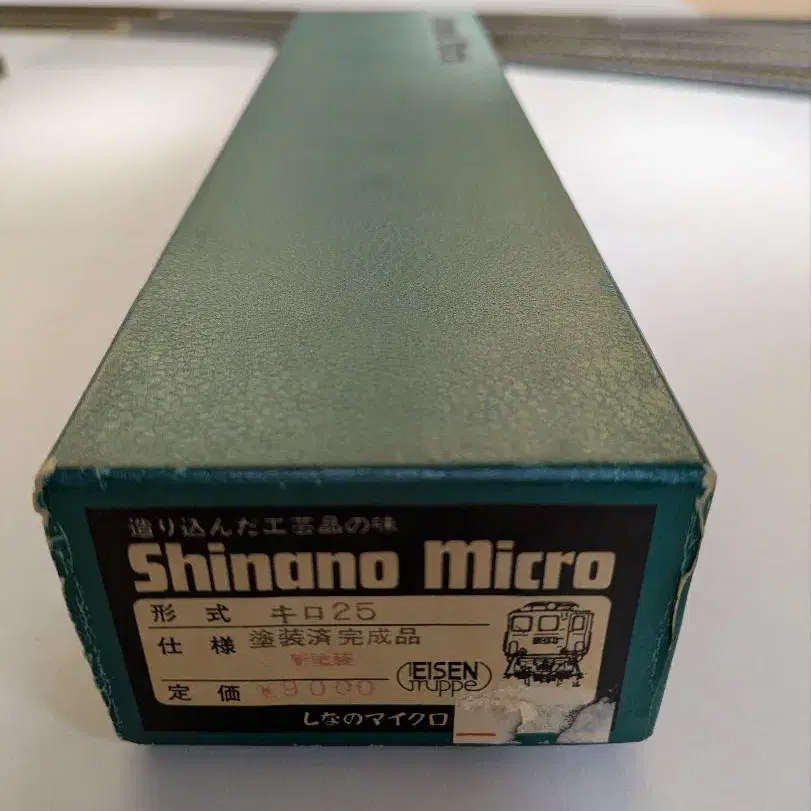 造り込んだ工芸品の味
Shinano Micro
形式 キロ25
仕様 塗装済完成品
定価 ¥9000
EISEN
Truppe
しなのマイクロ